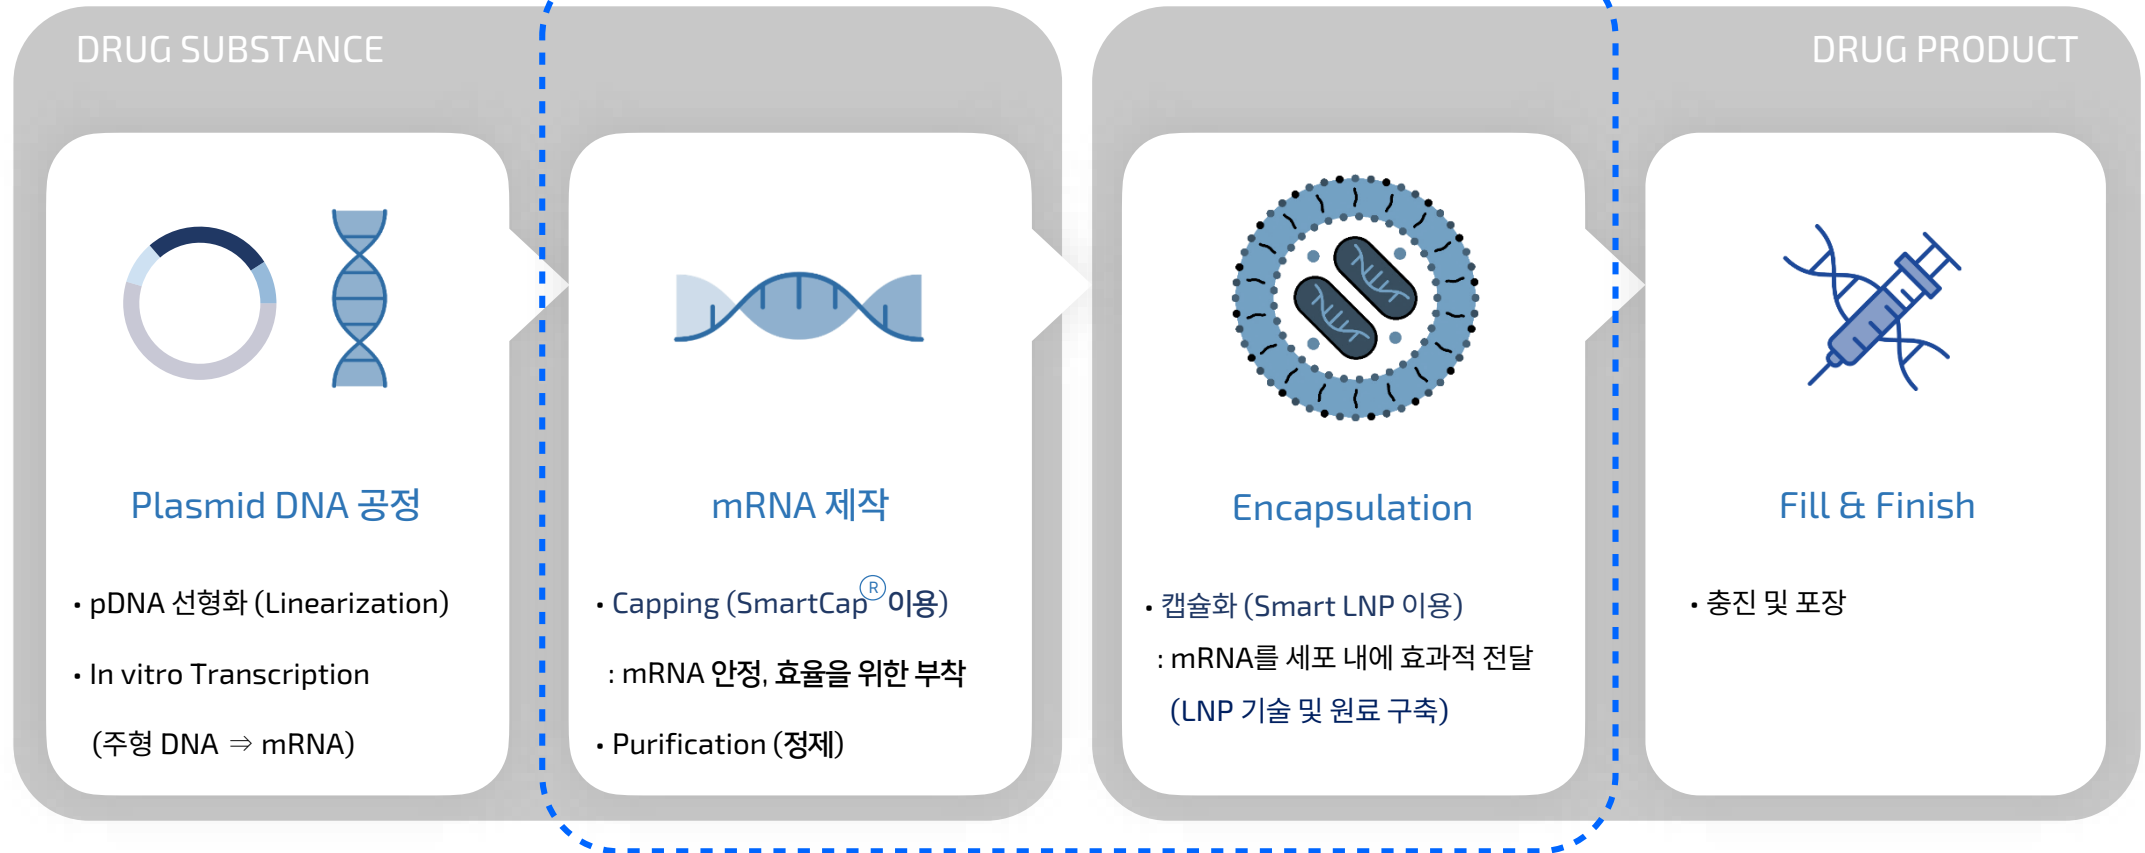 DRUG SUBSTANCE
DRUG PRODUCT
Plasmid DNA 공정
• pDNA 선형화 (Linearization)
• In vitro Transcription
(주형 DNA ⇒ mRNA)
mRNA 제작
• Capping (SmartCap®이용)
: mRNA 안정, 효율을 위한 부착
• Purification (정제)
Encapsulation
• 캡슐화 (Smart LNP 이용)
: mRNA를 세포 내에 효과적 전달
(LNP 기술 및 원료 구축)
Fill & Finish
• 충진 및 포장